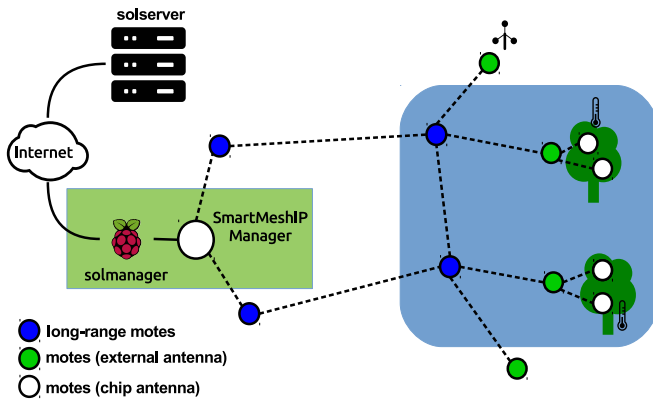 solserver
Internet
SmartMeshIP
Manager
solmanager
long-range motes
motes (external antenna)
motes (chip antenna)